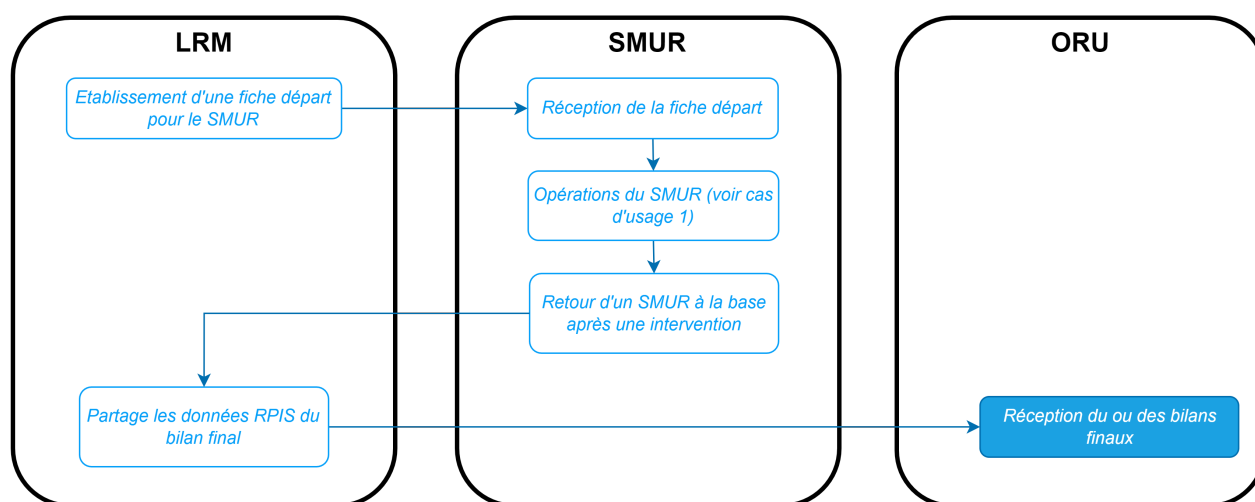 LRM
SMUR
ORU
Etablissement d'une fiche départ
pour le SMUR
Réception de la fiche départ
Opérations du SMUR (voir cas
d'usage 1)
Retour d'un SMUR à la base
après une intervention
Partage les données RPIS du
bilan final
Réception du ou des bilans
finaux